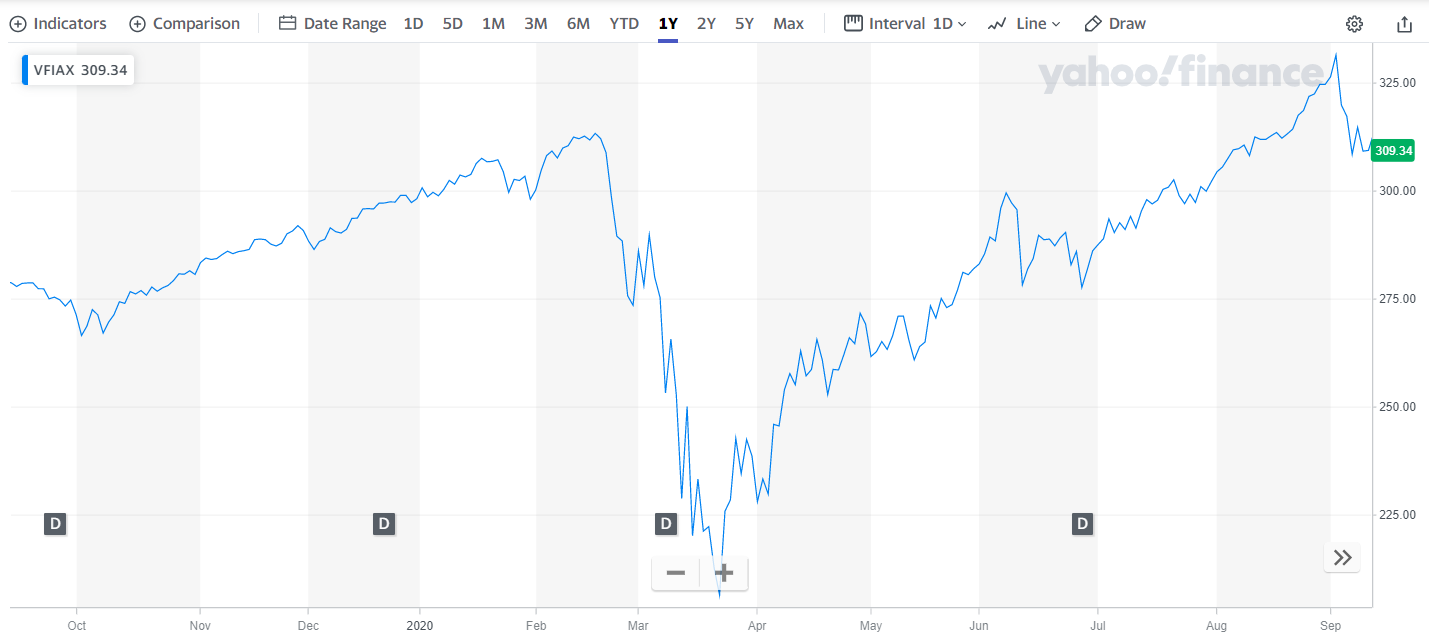 Indicators Comparison Date Range 1D 5D 1M 3M 6M YTD 1Y 2Y 5Y Max Interval 1D Line Draw
VFIAX 309.34
yahoo!finance
325.00
309.34
300.00
275.00
250.00
225.00
D D D D
Oct Nov Dec 2020 Feb Mar Apr May Jun Jul Aug Sep